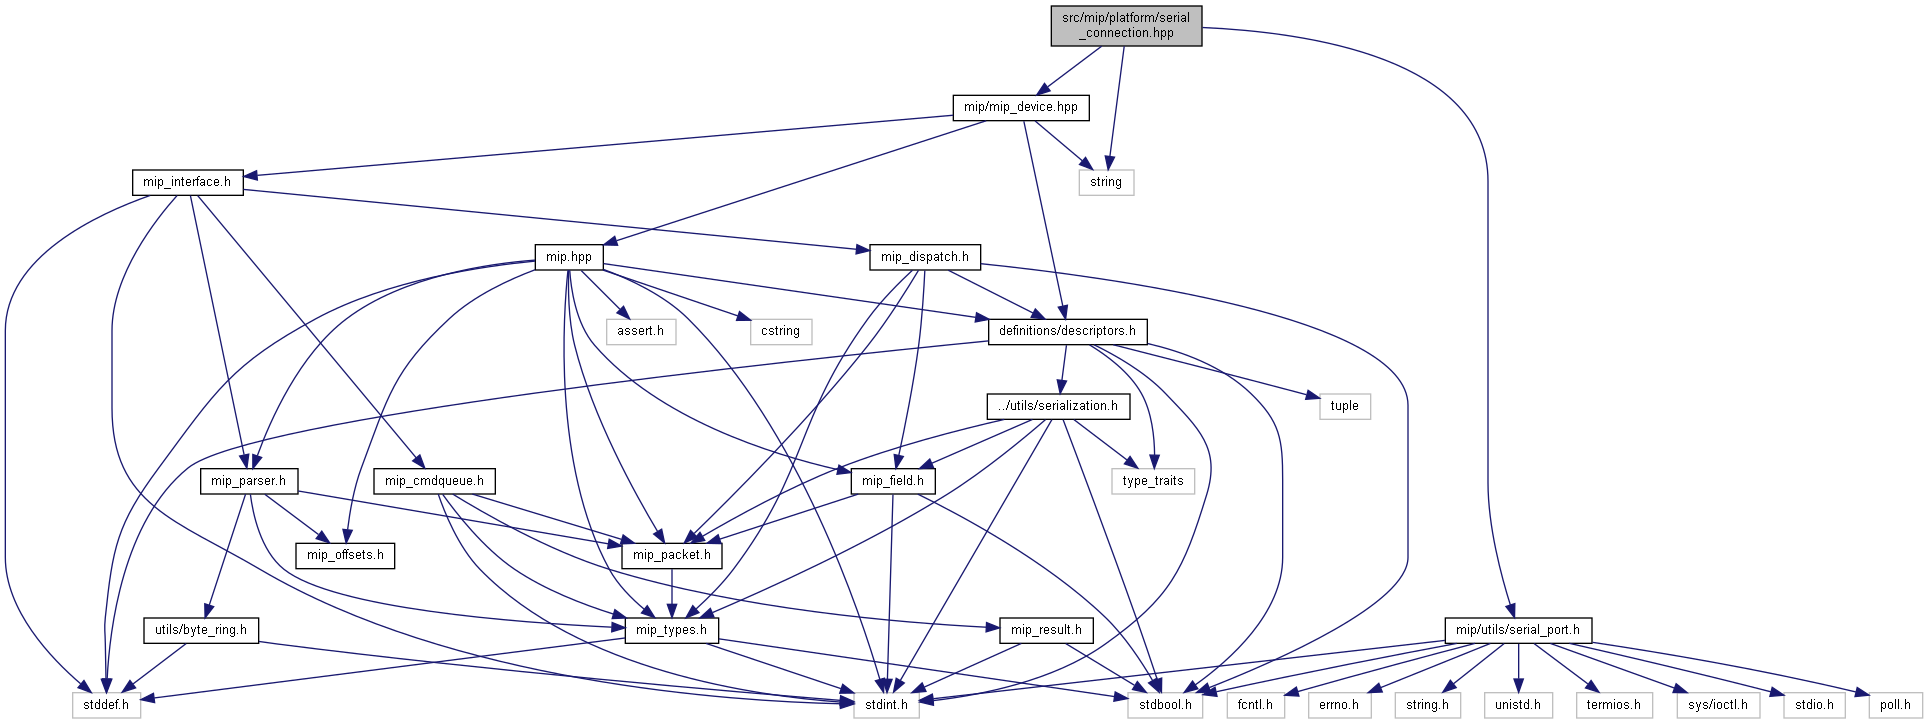 src/mip/platform/serial
_connection.hpp
mip/mip_device.hpp
mip_interface.h
string
mip.hpp
mip_dispatch.h
assert.h
cstring
definitions/descriptors.h
../utils/serialization.h
tuple
mip_parser.h
mip_cmdqueue.h
mip_field.h
type_traits
mip_offsets.h
mip_packet.h
utils/byte_ring.h
mip_types.h
mip_result.h
mip/utils/serial_port.h
stddef.h
stdint.h
stdbool.h
fcntl.h
errno.h
string.h
unistd.h
termios.h
sys/ioctl.h
stdio.h
poll.h